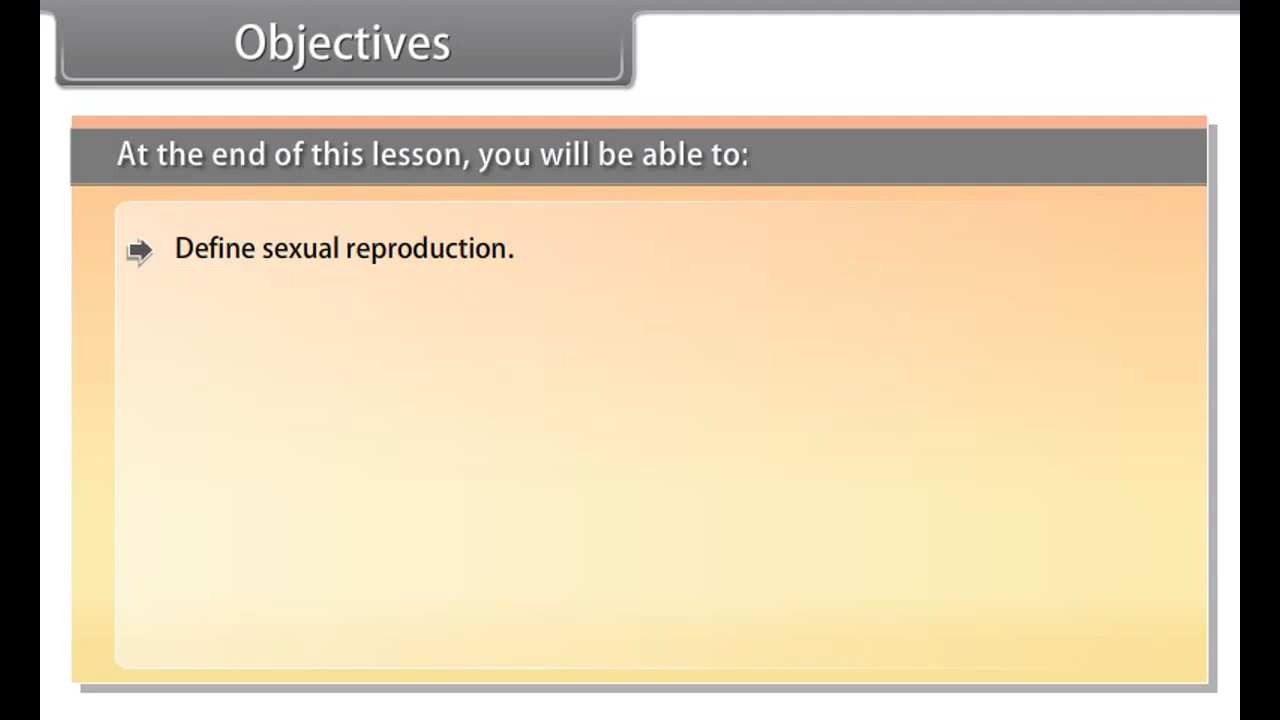 Objectives
At the end of this lesson, you will be able to:
Define sexual reproduction.